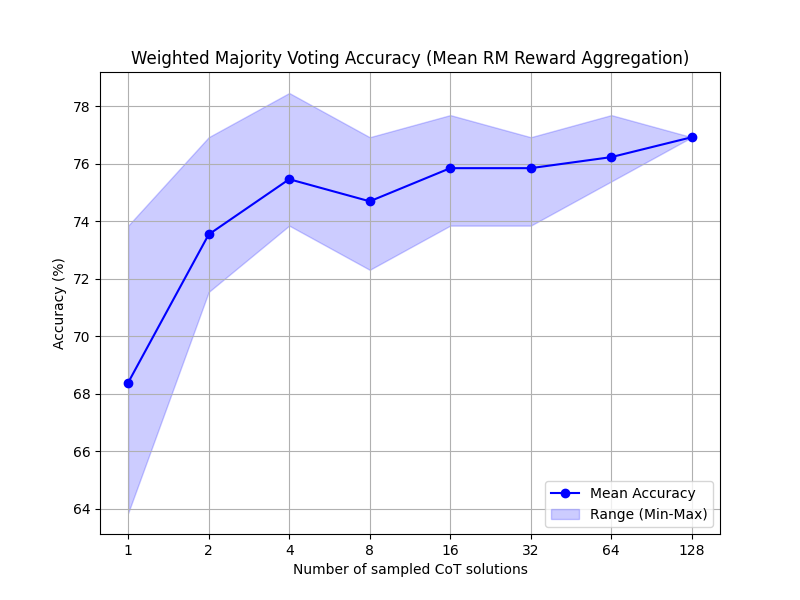 Weighted Majority Voting Accuracy (Mean RM Reward Aggregation)
Accuracy (%)
78
76
74
72
70
68
66
64
Mean Accuracy
Range (Min-Max)
1 2 4 8 16 32 64 128
Number of sampled CoT solutions